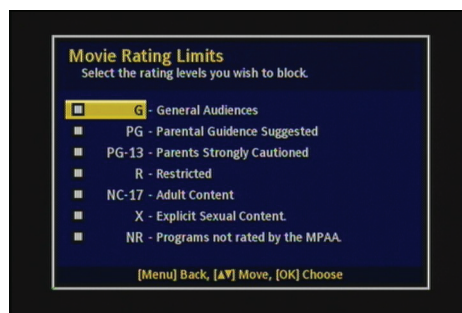 Movie Rating Limits
Select the rating levels you wish to block.
G - General Audiences
PG - Parental Guidence Suggested
PG-13 - Parents Strongly Cautioned
R - Restricted
NC-17 - Adult Content
X - Explicit Sexual Content.
NR - Programs not rated by the MPAA.
[Menu] Back, [▲▼] Move, [OK] Choose